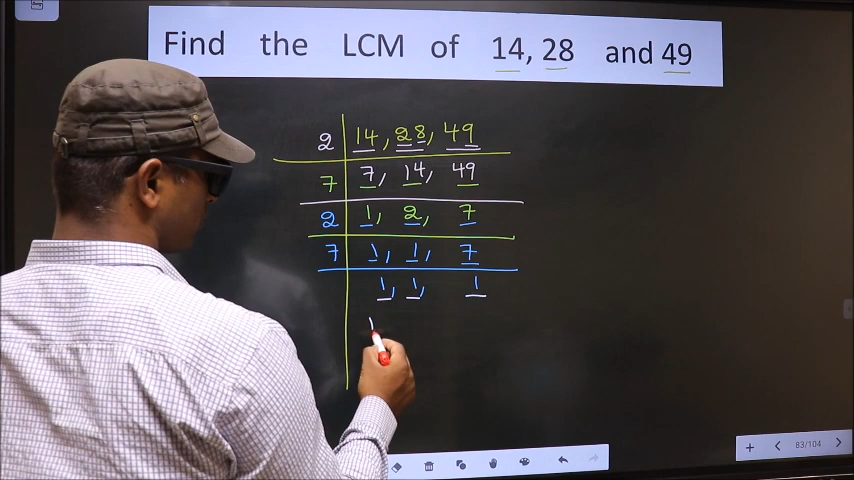 Find the LCM of 14, 28 and 49
2 14, 28, 49
7 7, 14, 49
2 1, 2, 7
7 1, 1, 7
1, 1, 1
83/104